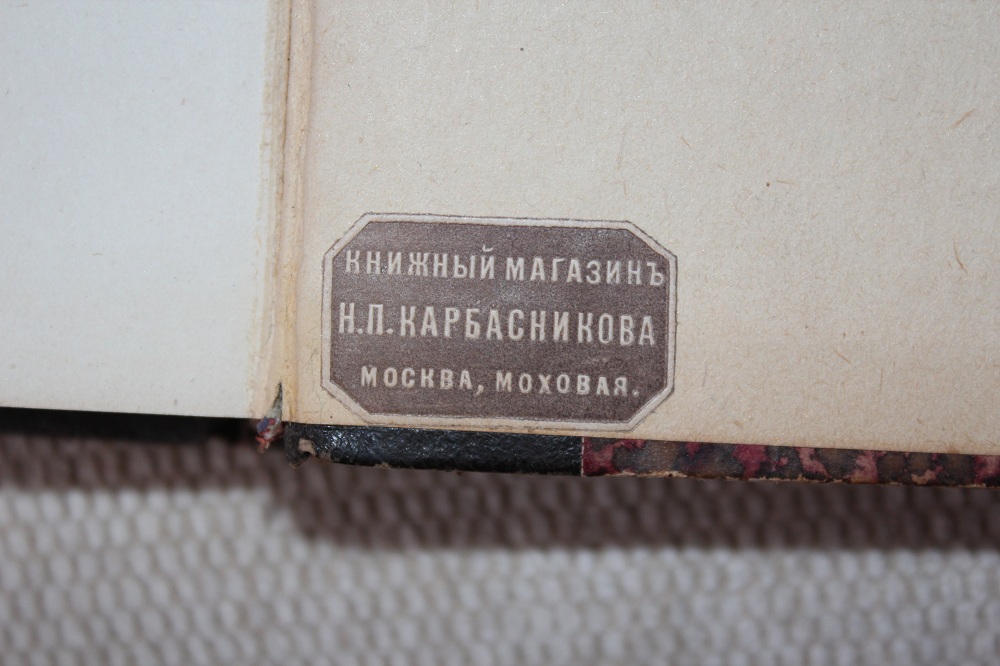 КНИЖНЫЙ МАГАЗИНЪ
Н.П.КАРБАСНИКОВА
МОСКВА, МОХОВАЯ.